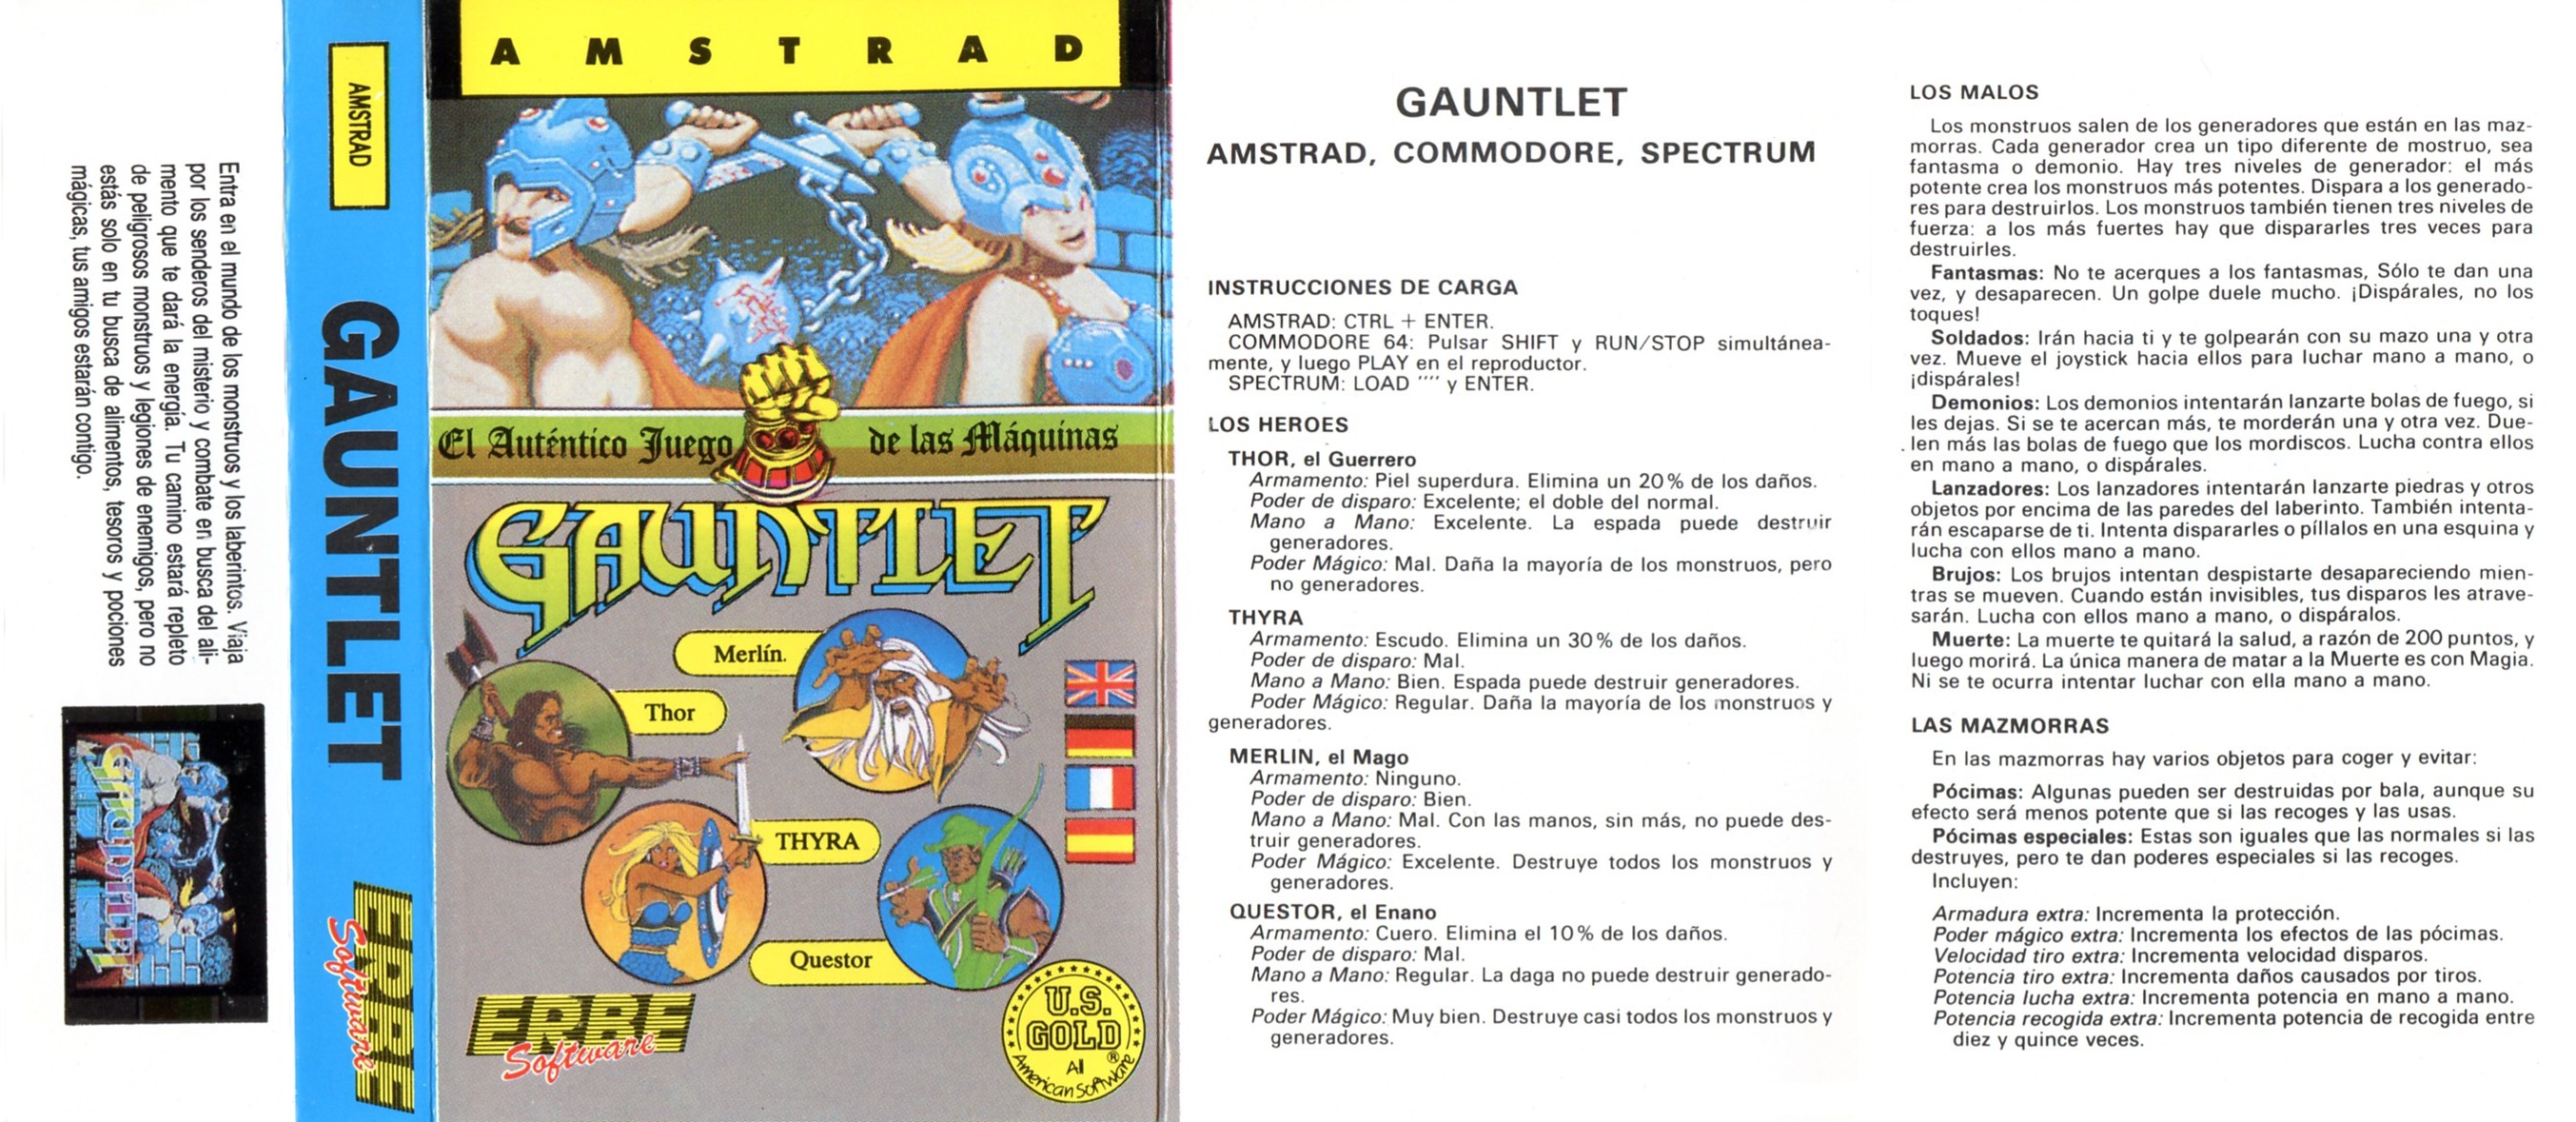 Entra en el mundo de los monstruos y los laberintos. Viaja
por los senderos del misterio y combate en busca del ali-
mento que te dará la energía. Tu camino estará repleto
de peligrosos monstruos y legiones de enemigos, pero no
estás solo en tu busca de alimentos, tesoros y pociones
mágicas, tus amigos estarán contigo.
GAUNTLET
AMSTRAD
GAUNTLET
ERBE
Software
AMSTRAD
El Auténtico Juego de las Máquinas
GAUNTLET
Merlín.
Thor
THYRA
Questor
ERBE
Software
U.S.
GOLD
®
All
American Software
GAUNTLET
AMSTRAD, COMMODORE, SPECTRUM
INSTRUCCIONES DE CARGA
AMSTRAD: CTRL + ENTER.
COMMODORE 64: Pulsar SHIFT y RUN/STOP simultánea-
mente, y luego PLAY en el reproductor.
SPECTRUM: LOAD '''' y ENTER.
LOS HEROES
THOR, el Guerrero
Armamento: Piel superdura. Elimina un 20% de los daños.
Poder de disparo: Excelente; el doble del normal.
Mano a Mano: Excelente. La espada puede destruir
generadores.
Poder Mágico: Mal. Daña la mayoría de los monstruos, pero
no generadores.
THYRA
Armamento: Escudo. Elimina un 30% de los daños.
Poder de disparo: Mal.
Mano a Mano: Bien. Espada puede destruir generadores.
Poder Mágico: Regular. Daña la mayoría de los monstruos y
generadores.
MERLIN, el Mago
Armamento: Ninguno.
Poder de disparo: Bien.
Mano a Mano: Mal. Con las manos, sin más, no puede des-
truir generadores.
Poder Mágico: Excelente. Destruye todos los monstruos y
generadores.
QUESTOR, el Enano
Armamento: Cuero. Elimina el 10% de los daños.
Poder de disparo: Mal.
Mano a Mano: Regular. La daga no puede destruir generado-
res.
Poder Mágico: Muy bien. Destruye casi todos los monstruos y
generadores.
LOS MALOS
Los monstruos salen de los generadores que están en las maz-
morras. Cada generador crea un tipo diferente de mostruo, sea
fantasma o demonio. Hay tres niveles de generador: el más
potente crea los monstruos más potentes. Dispara a los generado-
res para destruirlos. Los monstruos también tienen tres niveles de
fuerza: a los más fuertes hay que dispararles tres veces para
destruirles.
Fantasmas: No te acerques a los fantasmas, Sólo te dan una
vez, y desaparecen. Un golpe duele mucho. ¡Dispárales, no los
toques!
Soldados: Irán hacia ti y te golpearán con su mazo una y otra
vez. Mueve el joystick hacia ellos para luchar mano a mano, o
¡dispárales!
Demonios: Los demonios intentarán lanzarte bolas de fuego, si
les dejas. Si se te acercan más, te morderán una y otra vez. Due-
len más las bolas de fuego que los mordiscos. Lucha contra ellos
en mano a mano, o dispárales.
Lanzadores: Los lanzadores intentarán lanzarte piedras y otros
objetos por encima de las paredes del laberinto. También intenta-
rán escaparse de ti. Intenta dispararles o píllalos en una esquina y
lucha con ellos mano a mano.
Brujos: Los brujos intentan despistarte desapareciendo mien-
tras se mueven. Cuando están invisibles, tus disparos les atrave-
sarán. Lucha con ellos mano a mano, o dispáralos.
Muerte: La muerte te quitará la salud, a razón de 200 puntos, y
luego morirá. La única manera de matar a la Muerte es con Magia.
Ni se te ocurra intentar luchar con ella mano a mano.
LAS MAZMORRAS
En las mazmorras hay varios objetos para coger y evitar:
Pócimas: Algunas pueden ser destruidas por bala, aunque su
efecto será menos potente que si las recoges y las usas.
Pócimas especiales: Estas son iguales que las normales si las
destruyes, pero te dan poderes especiales si las recoges.
Incluyen:
Armadura extra: Incrementa la protección.
Poder mágico extra: Incrementa los efectos de las pócimas.
Velocidad tiro extra: Incrementa velocidad disparos.
Potencia tiro extra: Incrementa daños causados por tiros.
Potencia lucha extra: Incrementa potencia en mano a mano.
Potencia recogida extra: Incrementa potencia de recogida entre
diez y quince veces.